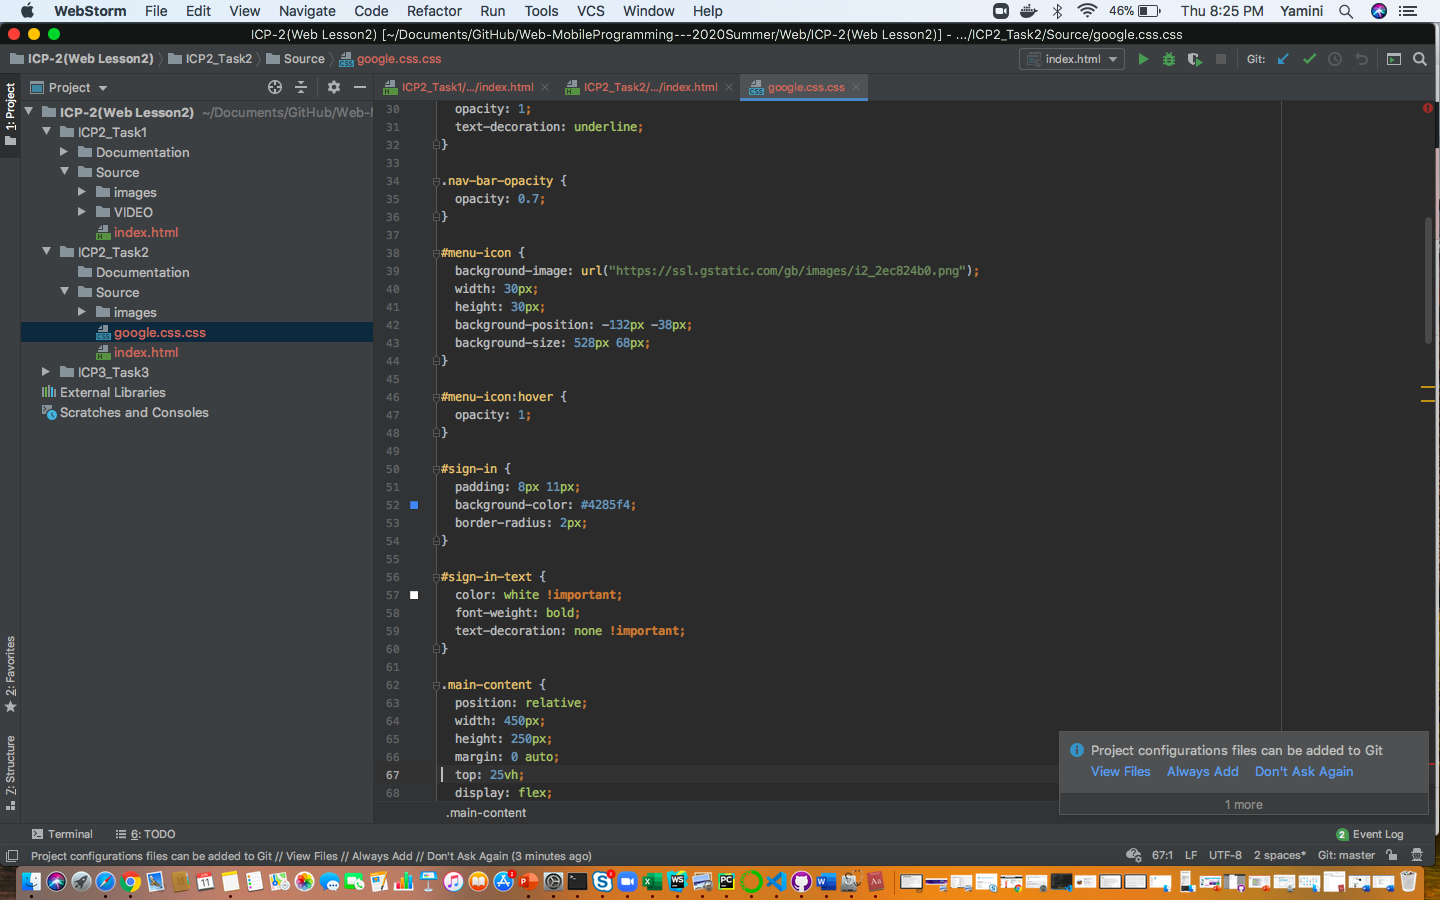 WebStorm File Edit View Navigate Code Refactor Run Tools VCS Window Help 46% Thu 8:25 PM Yamini
ICP-2(Web Lesson2) [~/Documents/GitHub/Web-MobileProgramming---2020Summer/Web/ICP-2(Web Lesson2)] - .../ICP2_Task2/Source/google.css.css
ICP-2(Web Lesson2) ICP2_Task2 Source google.css.css index.html Git:
Project ICP2_Task1/.../index.html ICP2_Task2/.../index.html google.css.css
1: Project
2: Favorites
7: Structure
ICP-2(Web Lesson2) ~/Documents/GitHub/Web-
ICP2_Task1
Documentation
Source
images
VIDEO
index.html
ICP2_Task2
Documentation
Source
images
google.css.css
index.html
ICP3_Task3
External Libraries
Scratches and Consoles
30 opacity: 1;
31 text-decoration: underline;
32 }
33
34 .nav-bar-opacity {
35 opacity: 0.7;
36 }
37
38 #menu-icon {
39 background-image: url("https://ssl.gstatic.com/gb/images/i2_2ec824b0.png");
40 width: 30px;
41 height: 30px;
42 background-position: -132px -38px;
43 background-size: 528px 68px;
44 }
45
46 #menu-icon:hover {
47 opacity: 1;
48 }
49
50 #sign-in {
51 padding: 8px 11px;
52 background-color: #4285f4;
53 border-radius: 2px;
54 }
55
56 #sign-in-text {
57 color: white !important;
58 font-weight: bold;
59 text-decoration: none !important;
60 }
61
62 .main-content {
63 position: relative;
64 width: 450px;
65 height: 250px;
66 margin: 0 auto;
67 top: 25vh;
68 display: flex;
.main-content
Project configurations files can be added to Git
View Files Always Add Don't Ask Again
1 more
Terminal 6: TODO 2 Event Log
Project configurations files can be added to Git // View Files // Always Add // Don't Ask Again (3 minutes ago) 67:1 LF UTF-8 2 spaces* Git: master